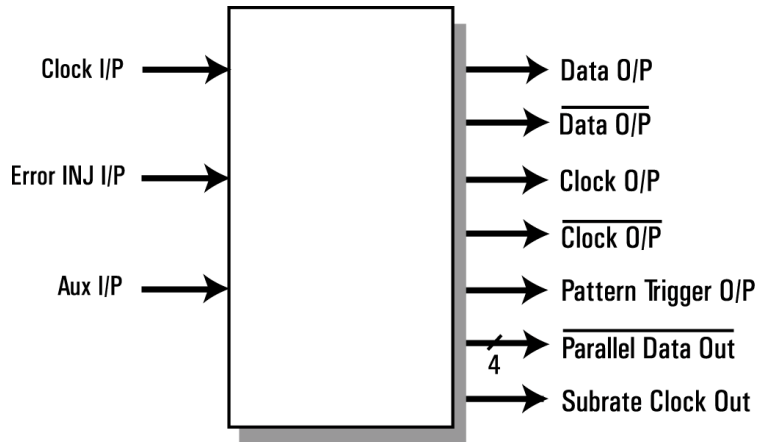 Clock I/P
Error INJ I/P
Aux I/P
Data O/P
Data O/P
Clock O/P
Clock O/P
Pattern Trigger O/P
Parallel Data Out
4
Subrate Clock Out